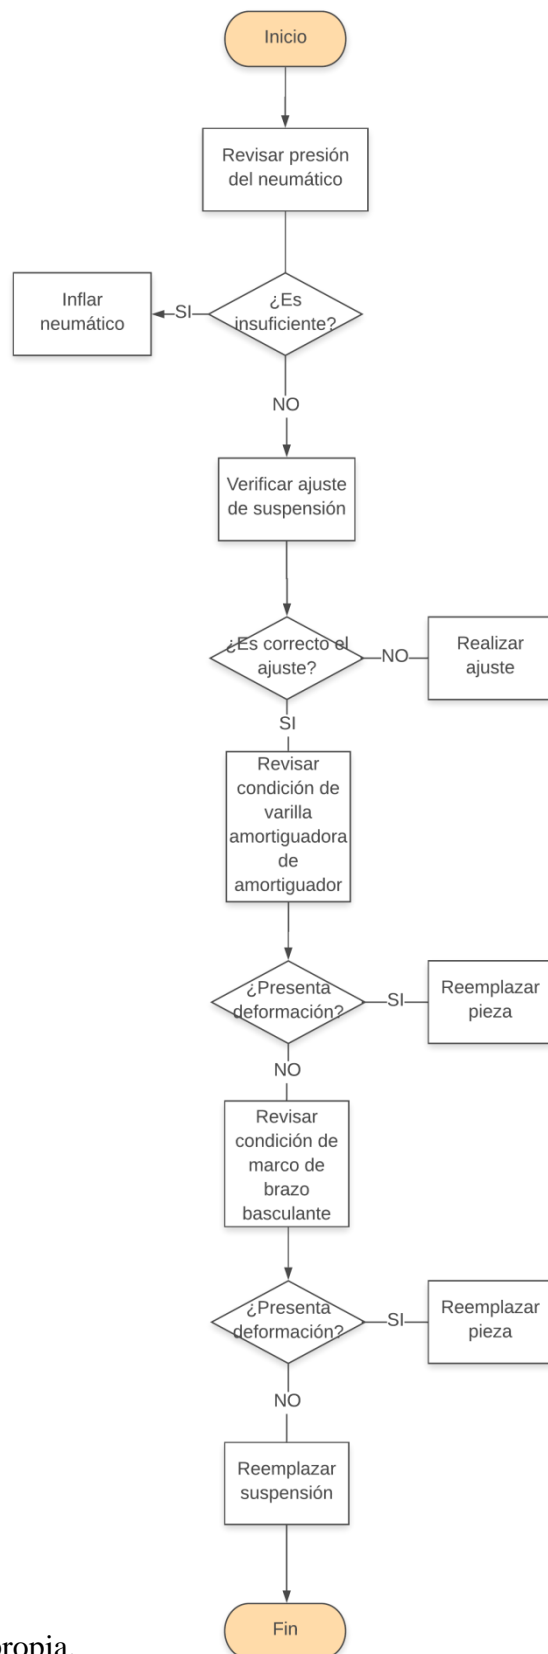 Inicio
Revisar presión
del neumático
¿Es
insuficiente?
SI
Inflar
neumático
NO
Verificar ajuste
de suspensión
¿Es correcto el
ajuste?
NO
Realizar
ajuste
SI
Revisar
condición de
varilla
amortiguadora
de
amortiguador
¿Presenta
deformación?
SI
Reemplazar
pieza
NO
Revisar
condición de
marco de
brazo
basculante
¿Presenta
deformación?
SI
Reemplazar
pieza
NO
Reemplazar
suspensión
Fin
propia.